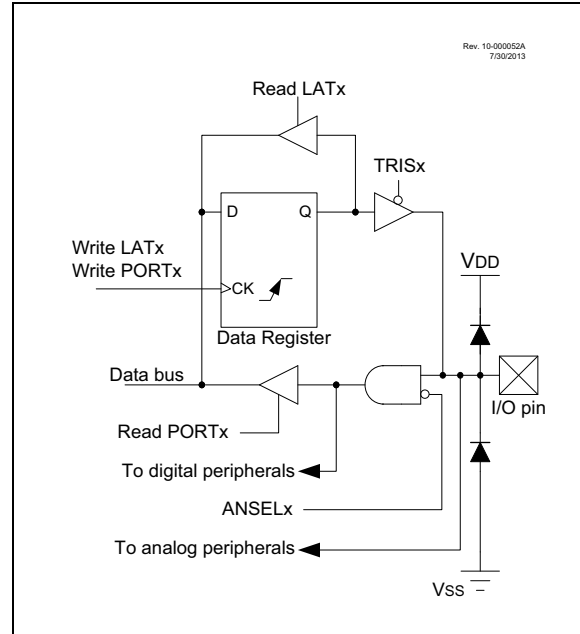 Rev. 10-000052A
7/30/2013
Read LATx
TRISx
D
Q
Write LATx
Write PORTx
CK
VDD
Data Register
Data bus
I/O pin
Read PORTx
To digital peripherals
ANSELx
To analog peripherals
VSS